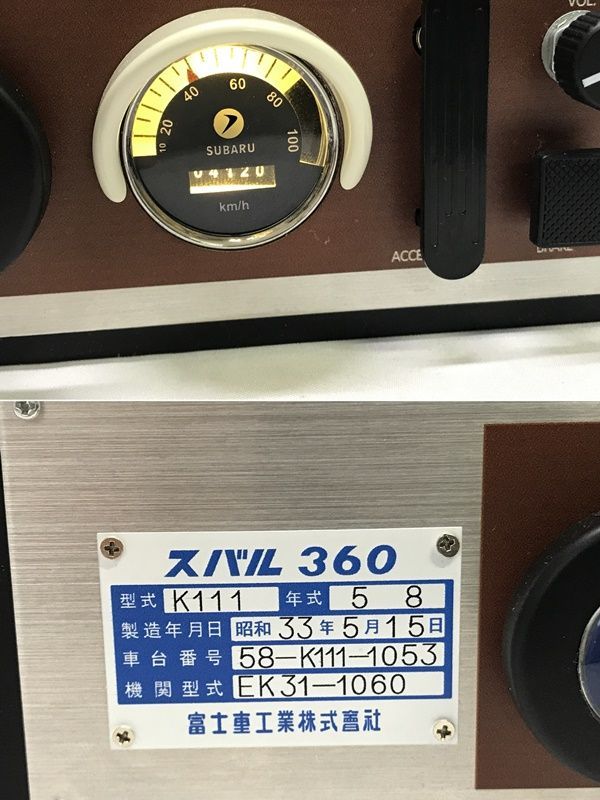 VOL.
10 20 40 60 80 100
SUBARU
04120
km/h
ACCE
BRAKE
スバル 360
型式 K111 年式 5 8
製造年月日 昭和 33 年 5 月 15 日
車台番号 58-K111-1053
機関型式 EK31-1060
富士重工業株式會社